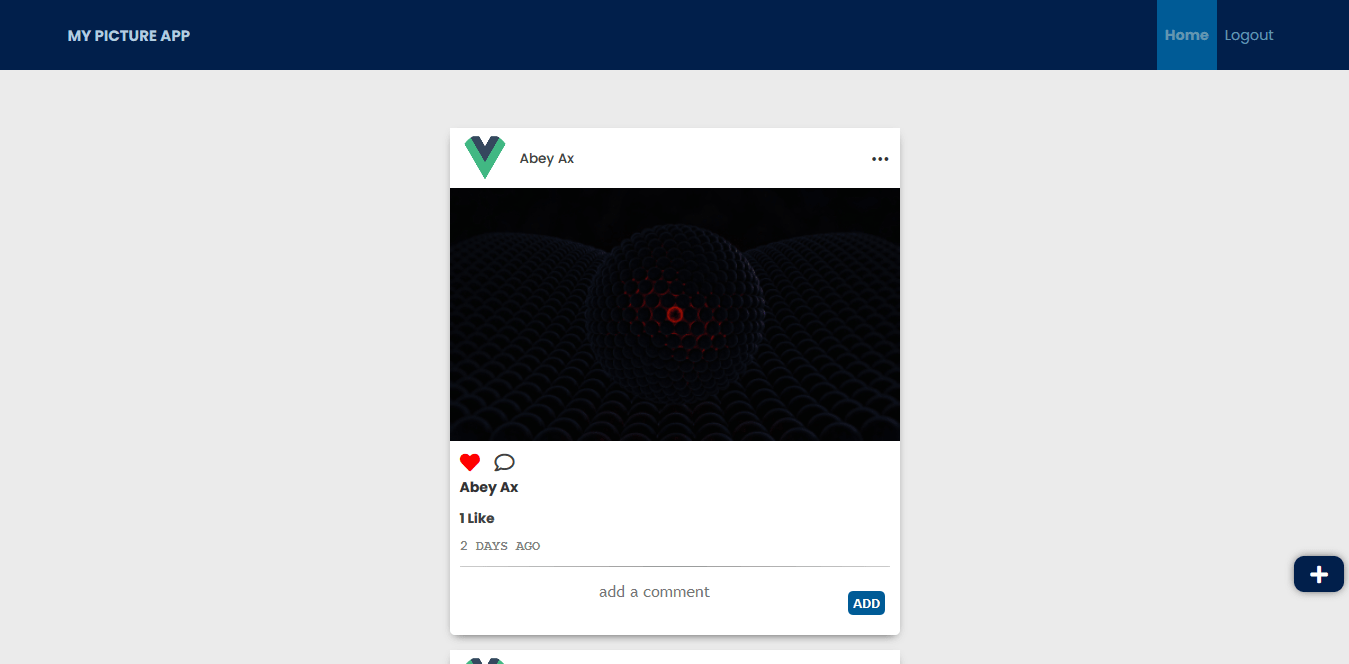 MY PICTURE APP
Home Logout
Abey Ax
Abey Ax
1 Like
2 DAYS AGO
add a comment
ADD